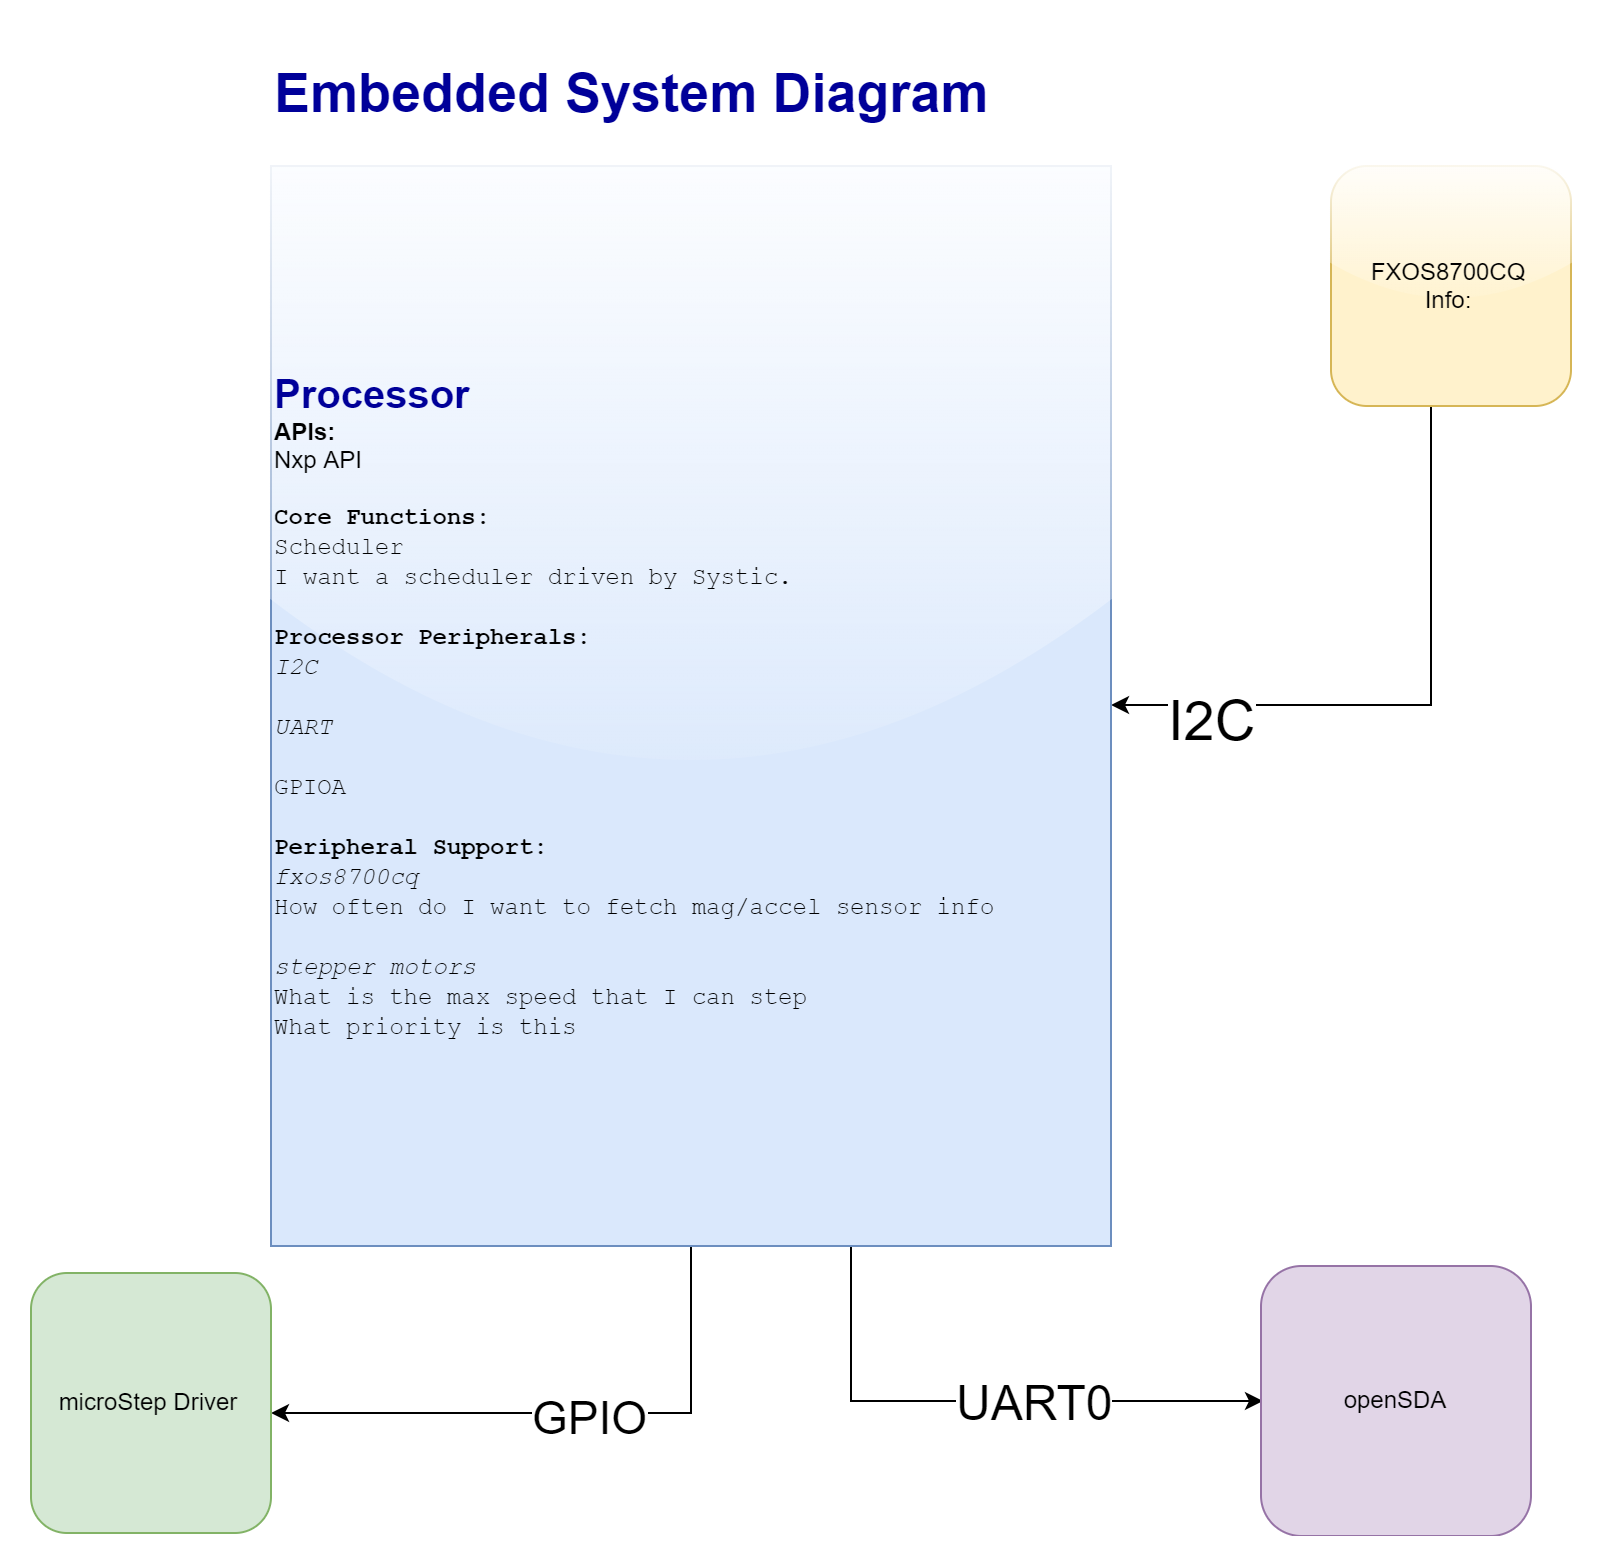 Embedded System Diagram
FXOS8700CQ
Info:
Processor
APIs:
Nxp API
Core Functions:
Scheduler
I want a scheduler driven by Systic.
Processor Peripherals:
I2C
UART
GPIOA
Peripheral Support:
fxos8700cq
How often do I want to fetch mag/accel sensor info
stepper motors
What is the max speed that I can step
What priority is this
I2C
microStep Driver
GPIO
UART0
openSDA